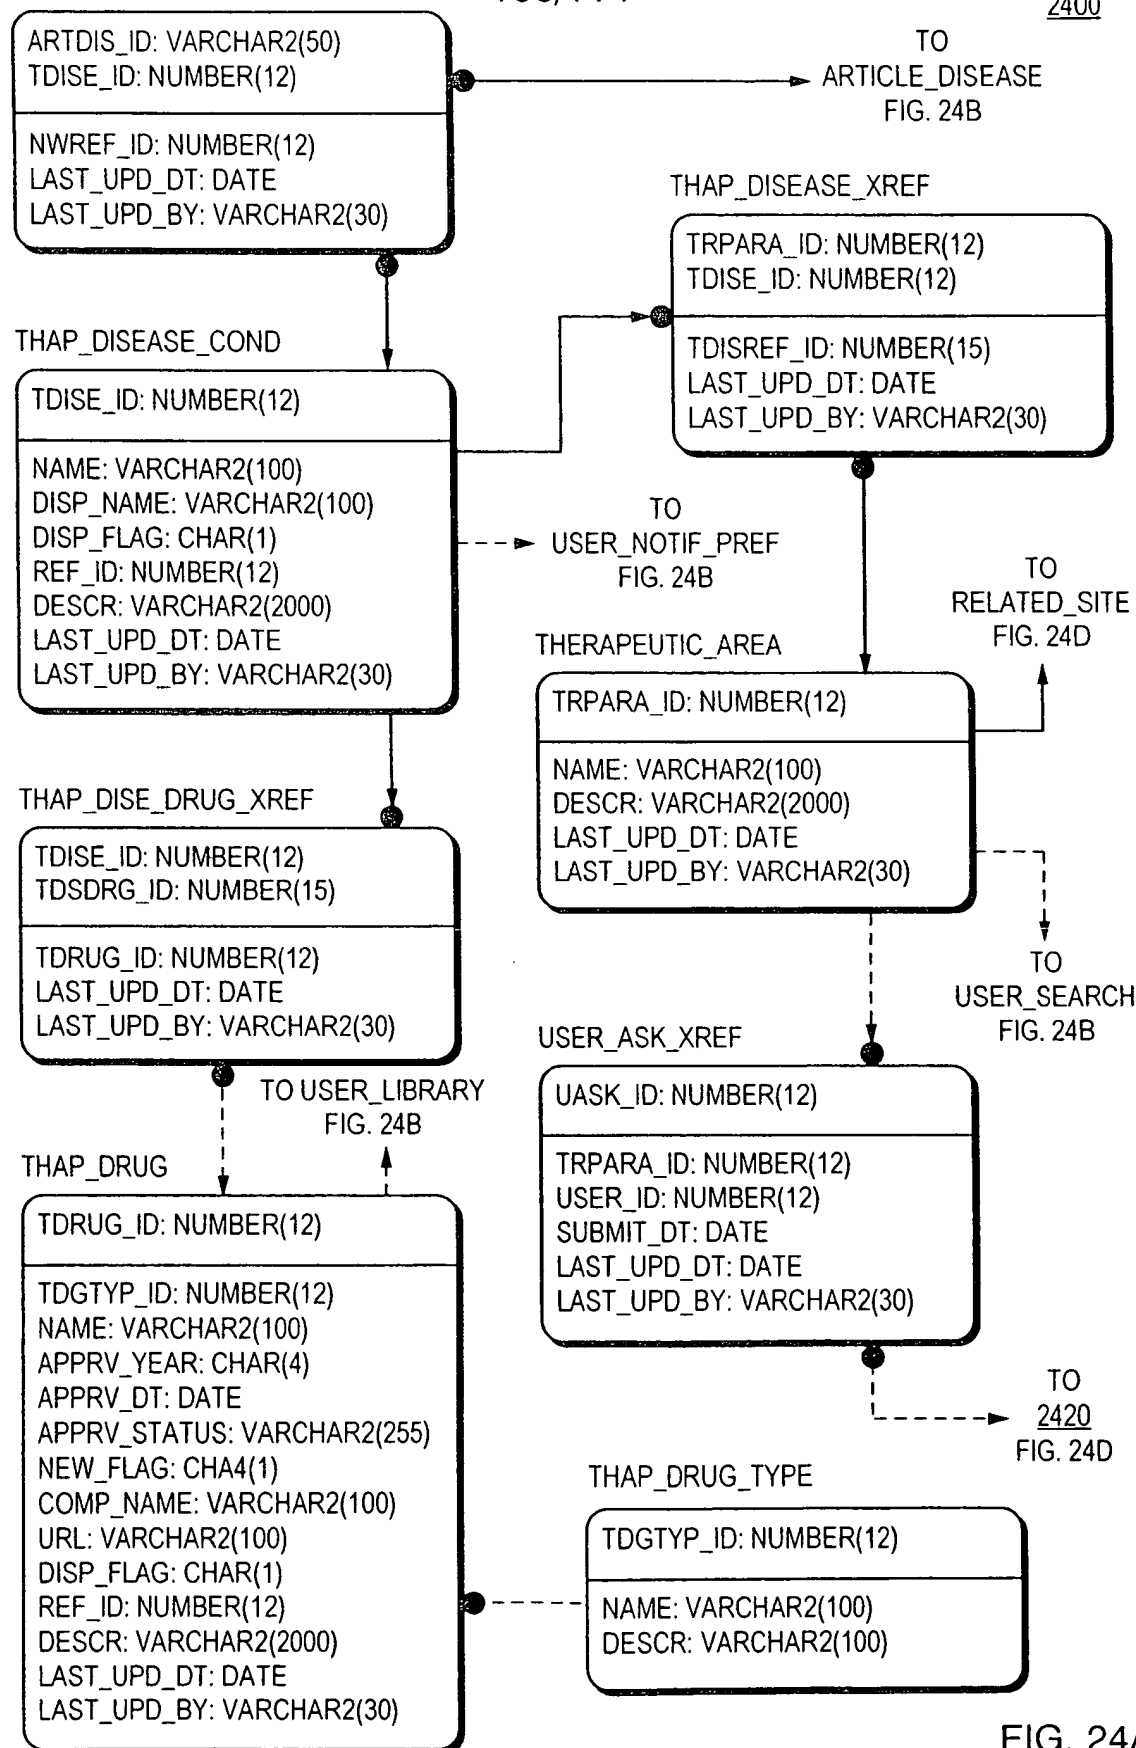 2400
ARTDIS_ID: VARCHAR2(50)
TDISE_ID: NUMBER(12)
NWREF_ID: NUMBER(12)
LAST_UPD_DT: DATE
LAST_UPD_BY: VARCHAR2(30)
TO
ARTICLE_DISEASE
FIG. 24B
THAP_DISEASE_XREF
TRPARA_ID: NUMBER(12)
TDISE_ID: NUMBER(12)
TDISREF_ID: NUMBER(15)
LAST_UPD_DT: DATE
LAST_UPD_BY: VARCHAR2(30)
THAP_DISEASE_COND
TDISE_ID: NUMBER(12)
NAME: VARCHAR2(100)
DISP_NAME: VARCHAR2(100)
DISP_FLAG: CHAR(1)
REF_ID: NUMBER(12)
DESCR: VARCHAR2(2000)
LAST_UPD_DT: DATE
LAST_UPD_BY: VARCHAR2(30)
TO
USER_NOTIF_PREF
FIG. 24B
TO
RELATED_SITE
FIG. 24D
THERAPEUTIC_AREA
TRPARA_ID: NUMBER(12)
NAME: VARCHAR2(100)
DESCR: VARCHAR2(2000)
LAST_UPD_DT: DATE
LAST_UPD_BY: VARCHAR2(30)
TO
USER_SEARCH
FIG. 24B
THAP_DISE_DRUG_XREF
TDISE_ID: NUMBER(12)
TDSDRG_ID: NUMBER(15)
TDRUG_ID: NUMBER(12)
LAST_UPD_DT: DATE
LAST_UPD_BY: VARCHAR2(30)
TO USER_LIBRARY
FIG. 24B
USER_ASK_XREF
UASK_ID: NUMBER(12)
TRPARA_ID: NUMBER(12)
USER_ID: NUMBER(12)
SUBMIT_DT: DATE
LAST_UPD_DT: DATE
LAST_UPD_BY: VARCHAR2(30)
TO
2420
FIG. 24D
THAP_DRUG
TDRUG_ID: NUMBER(12)
TDGTYP_ID: NUMBER(12)
NAME: VARCHAR2(100)
APPRV_YEAR: CHAR(4)
APPRV_DT: DATE
APPRV_STATUS: VARCHAR2(255)
NEW_FLAG: CHA4(1)
COMP_NAME: VARCHAR2(100)
URL: VARCHAR2(100)
DISP_FLAG: CHAR(1)
REF_ID: NUMBER(12)
DESCR: VARCHAR2(2000)
LAST_UPD_DT: DATE
LAST_UPD_BY: VARCHAR2(30)
THAP_DRUG_TYPE
TDGTYP_ID: NUMBER(12)
NAME: VARCHAR2(100)
DESCR: VARCHAR2(100)
FIG. 24A